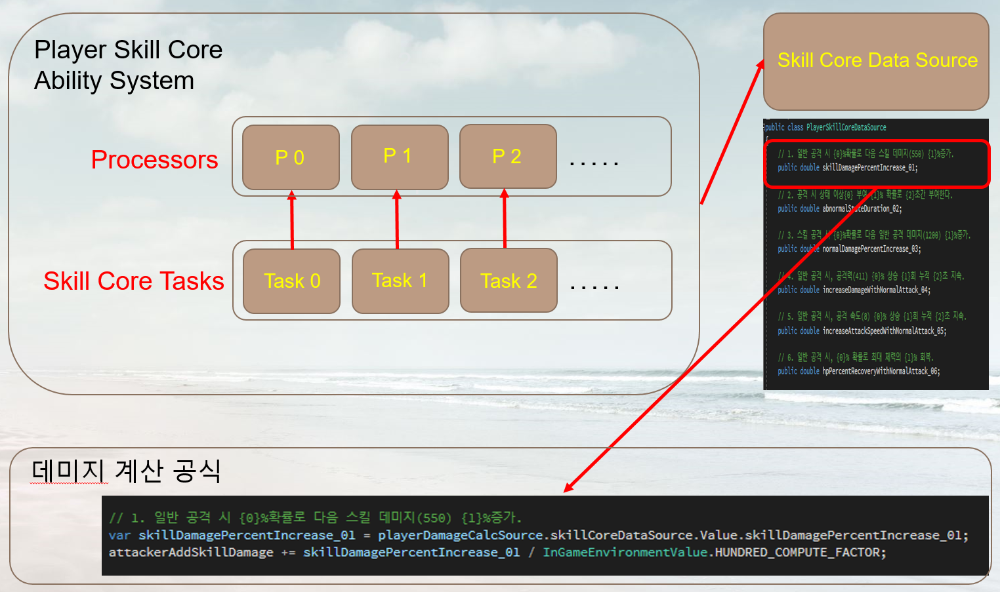 Player Skill Core
Ability System
Processors
P 0
P 1
P 2
.....
Skill Core Tasks
Task 0
Task 1
Task 2
.....
Skill Core Data Source
public class PlayerSkillCoreDataSource
{
// 1. 일반 공격 시 {0}%확률로 다음 스킬 데미지(550) {1}%증가.
public double skillDamagePercentIncrease_01;
// 2. 공격 시 상태 이상{0} 부여 {1}% 확률로 {2}초간 부여한다.
public double abnormalStateDuration_02;
// 3. 스킬 공격 시 {0}%확률로 다음 일반 공격 데미지(1200) {1}%증가.
public double normalDamagePercentIncrease_03;
// 4. 일반 공격 시, 공격력(411) {0}% 상승 {1}회 누적 {2}초 지속.
public double increaseDamageWithNormalAttack_04;
// 5. 일반 공격 시, 공격 속도(8) {0}% 상승 {1}회 누적 {2}초 지속.
public double increaseAttackSpeedWithNormalAttack_05;
// 6. 일반 공격 시, {0}% 확률로 최대 체력의 {1}% 회복.
public double hpPercentRecoveryWithNormalAttack_06;
데미지 계산 공식
// 1. 일반 공격 시 {0}%확률로 다음 스킬 데미지(550) {1}%증가.
var skillDamagePercentIncrease_01 = playerDamageCalcSource.skillCoreDataSource.Value.skillDamagePercentIncrease_01;
attackerAddSkillDamage += skillDamagePercentIncrease_01 / InGameEnvironmentValue.HUNDRED_COMPUTE_FACTOR;